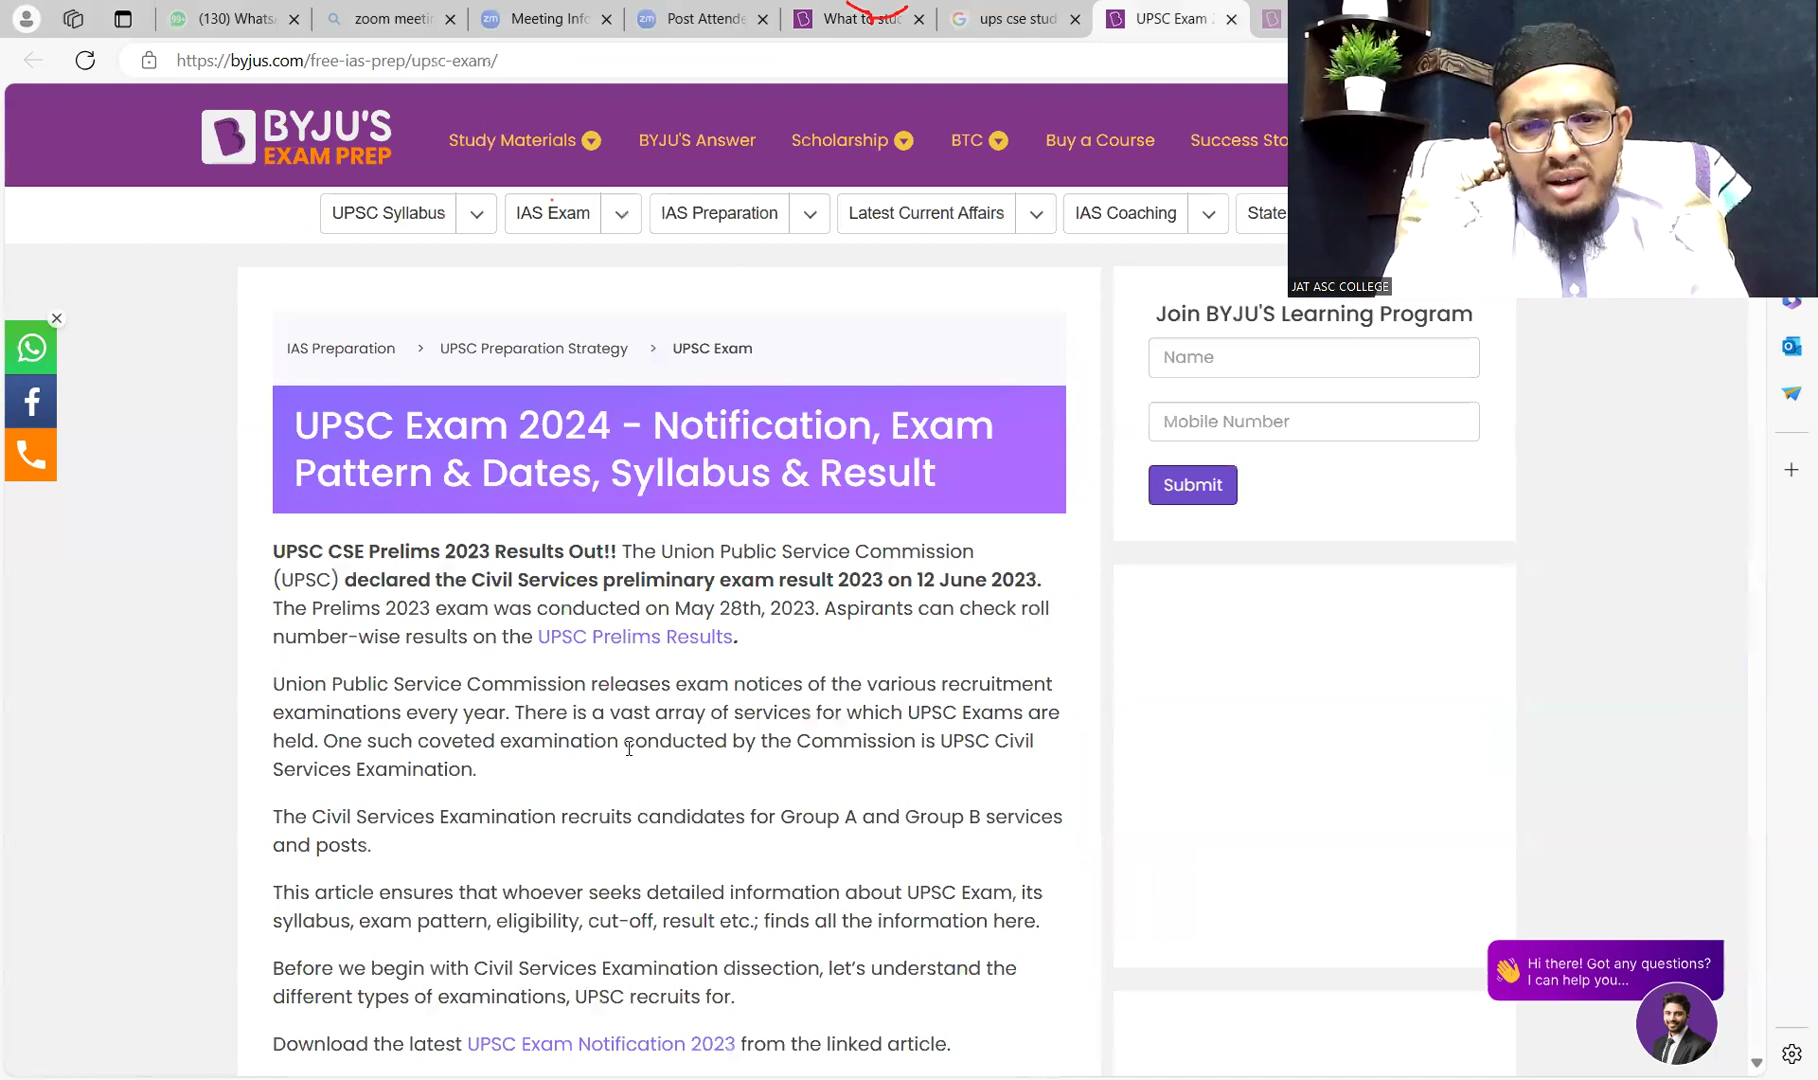 (130) Whats
zoom meeti
Meeting Info
Post Attende
What to stu
ups cse stud
UPSC Exam 2
https://byjus.com/free-ias-prep/upsc-exam/
BYJU'S
EXAM PREP
Study Materials
BYJU'S Answer
Scholarship
BTC
Buy a Course
Success Sto
UPSC Syllabus
IAS Exam
IAS Preparation
Latest Current Affairs
IAS Coaching
State
JAT ASC COLLEGE
IAS Preparation > UPSC Preparation Strategy > UPSC Exam
UPSC Exam 2024 - Notification, Exam
Pattern & Dates, Syllabus & Result
UPSC CSE Prelims 2023 Results Out!! The Union Public Service Commission
(UPSC) declared the Civil Services preliminary exam result 2023 on 12 June 2023.
The Prelims 2023 exam was conducted on May 28th, 2023. Aspirants can check roll
number-wise results on the UPSC Prelims Results.
Union Public Service Commission releases exam notices of the various recruitment
examinations every year. There is a vast array of services for which UPSC Exams are
held. One such coveted examination conducted by the Commission is UPSC Civil
Services Examination.
The Civil Services Examination recruits candidates for Group A and Group B services
and posts.
This article ensures that whoever seeks detailed information about UPSC Exam, its
syllabus, exam pattern, eligibility, cut-off, result etc.; finds all the information here.
Before we begin with Civil Services Examination dissection, let's understand the
different types of examinations, UPSC recruits for.
Download the latest UPSC Exam Notification 2023 from the linked article.
Join BYJU'S Learning Program
Name
Mobile Number
Submit
Hi there! Got any questions?
I can help you...